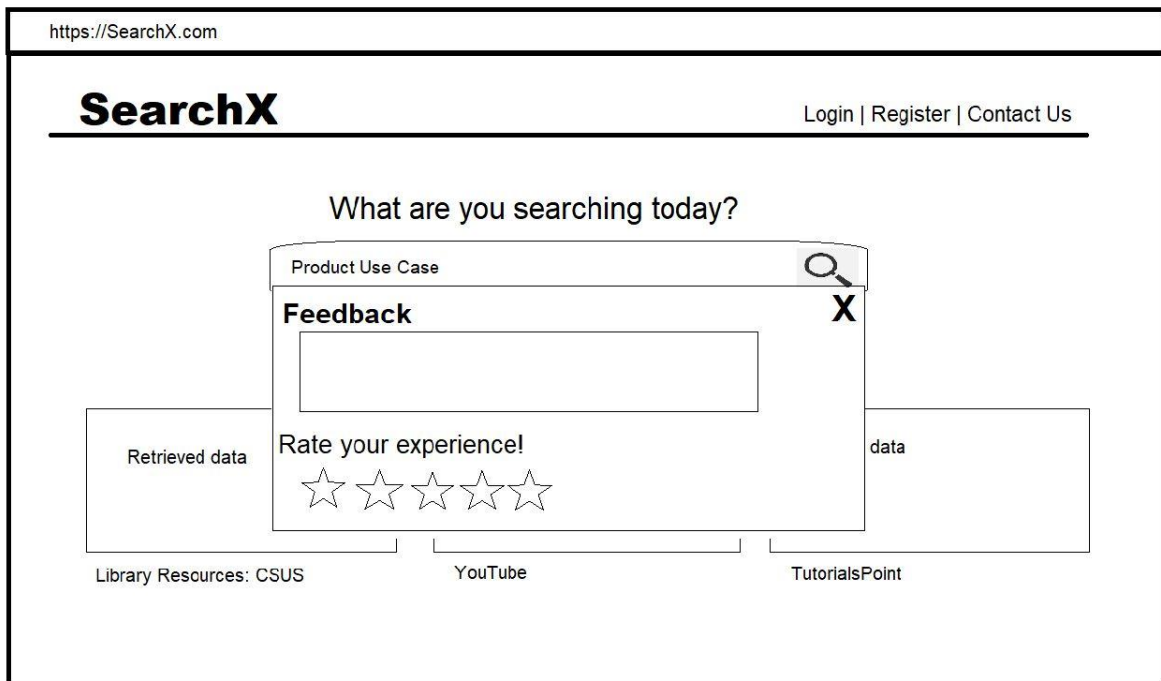 https://SearchX.com
SearchX
Login | Register | Contact Us
What are you searching today?
Product Use Case
Feedback
X
Rate your experience!
Retrieved data
data
Library Resources: CSUS
YouTube
TutorialsPoint